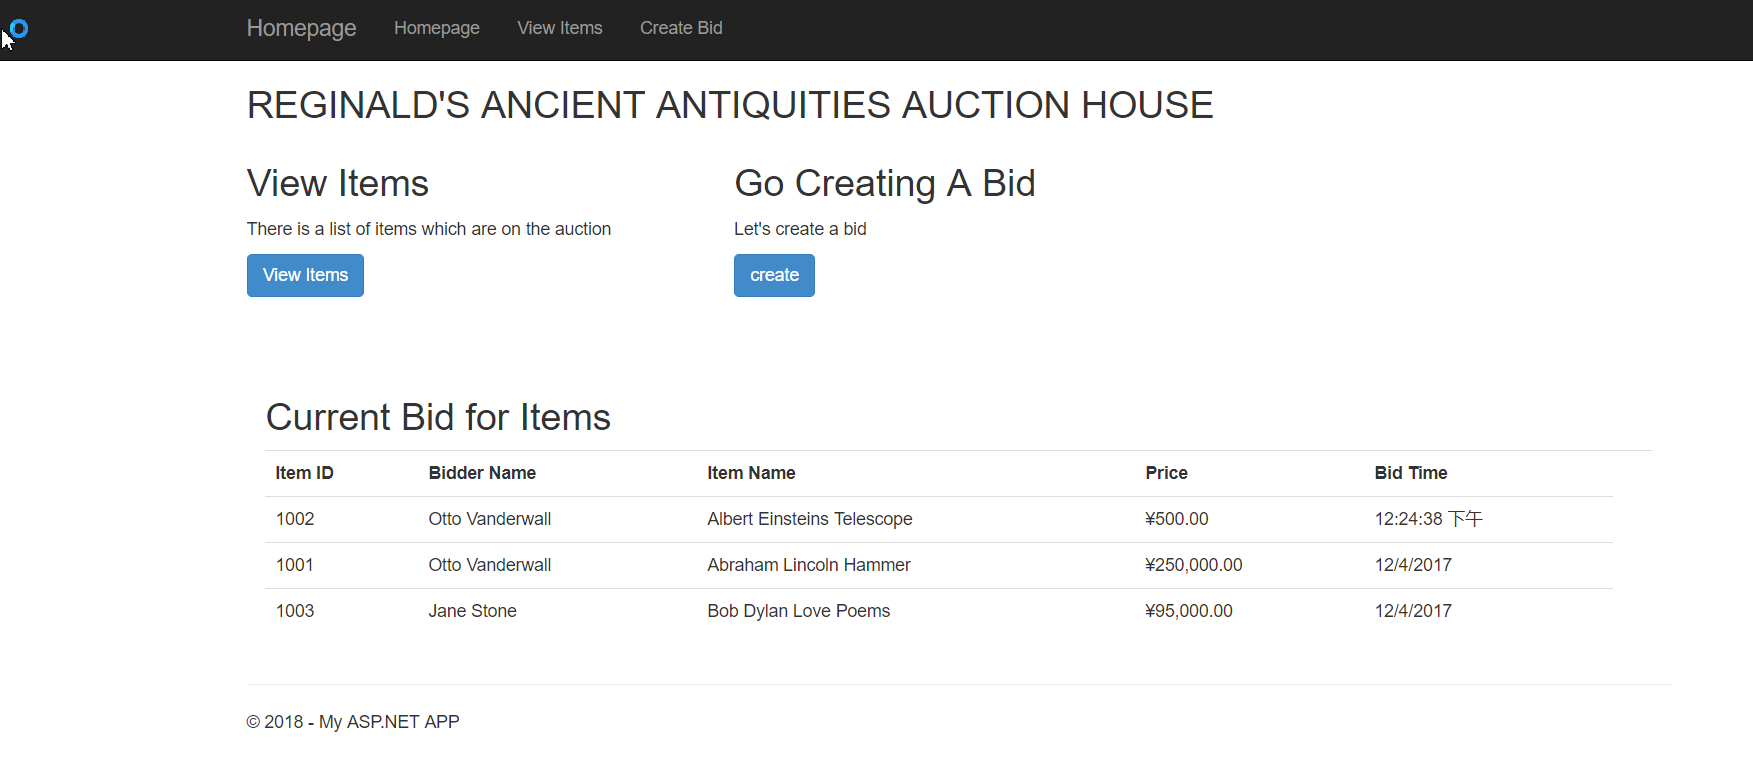 Homepage Homepage View Items Create Bid
REGINALD'S ANCIENT ANTIQUITIES AUCTION HOUSE
View Items
There is a list of items which are on the auction
View Items
Go Creating A Bid
Let's create a bid
create
Current Bid for Items
Item ID Bidder Name Item Name Price Bid Time
1002 Otto Vanderwall Albert Einsteins Telescope ¥500.00 12:24:38 下午
1001 Otto Vanderwall Abraham Lincoln Hammer ¥250,000.00 12/4/2017
1003 Jane Stone Bob Dylan Love Poems ¥95,000.00 12/4/2017
© 2018 - My ASP.NET APP